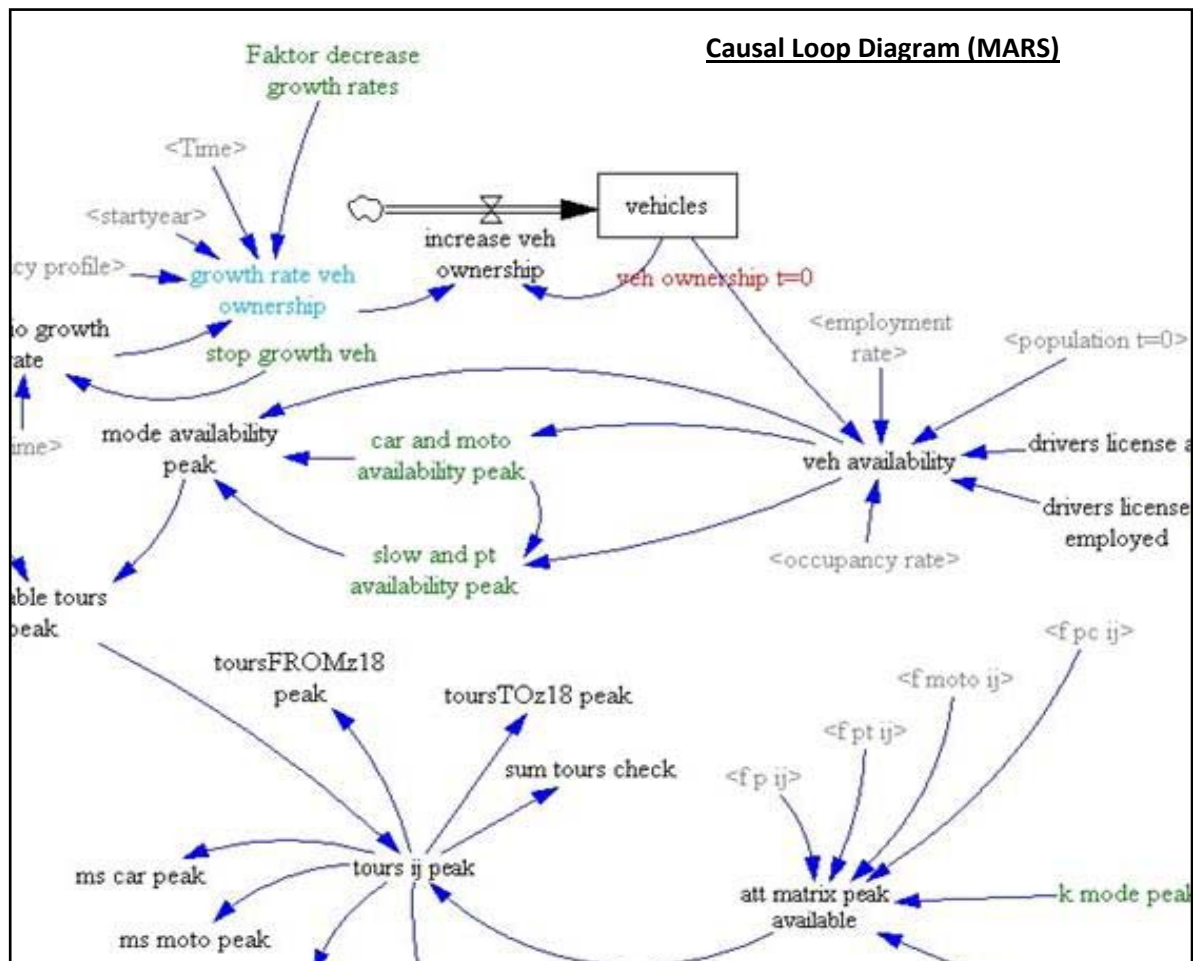 Causal Loop Diagram (MARS)
Faktor decrease
growth rates
<Time>
<startyear>
vehicles
increase veh
ownership
cy profile>
growth rate veh
ownership
veh ownership t=0
io growth
rate
stop growth veh
<employment
rate>
<population t=0>
mode availability
peak
car and moto
availability peak
ime>
veh availability
drivers license a
drivers license
employed
slow and pt
availability peak
<occupancy rate>
able tours
peak
<f pc ij>
toursFROMz18
peak
toursTOz18 peak
<f moto ij>
<f pt ij>
sum tours check
<f p ij>
ms car peak
tours ij peak
att matrix peak
available
k mode peak
ms moto peak